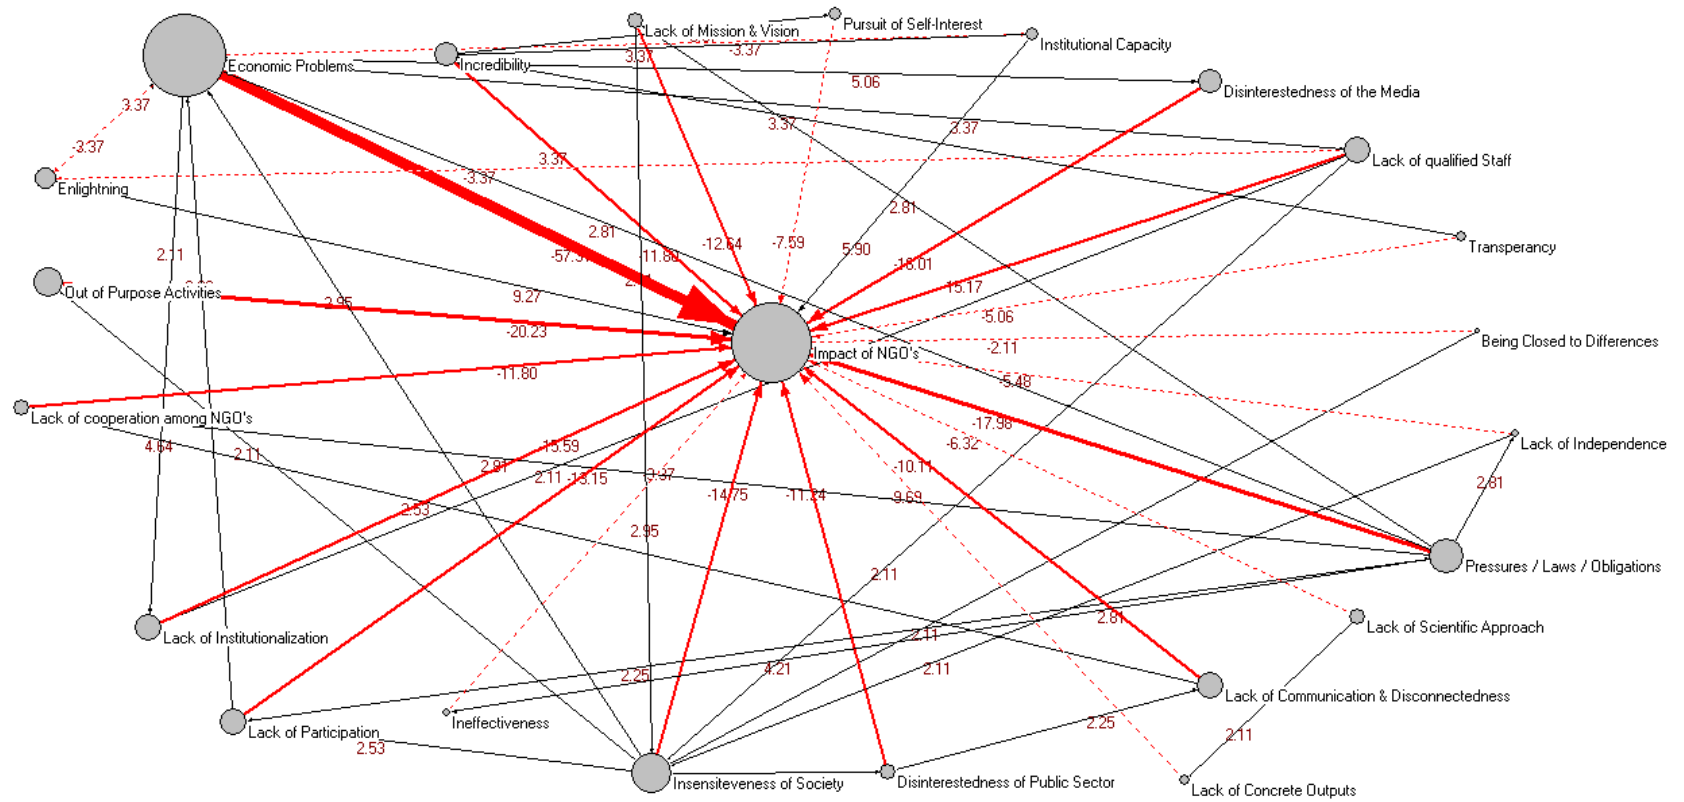 Lack of Mission & Vision
Pursuit of Self-Interest
Institutional Capacity
Economic Problems
Incredibility
3.37
-3.37
5.06
Disinterestedness of the Media
3.37
3.37
3.37
-3.37
3.37
-3.37
Lack of qualified Staff
Enlightning
2.81
2.81
-12.64
-7.59
5.90
Transperancy
2.11
-11.80
-18.01
15.17
Out of Purpose Activities
2.95
9.27
-20.23
-5.06
-2.11
Being Closed to Differences
Impact of NGO's
-11.80
-5.48
Lack of cooperation among NGO's
-17.98
-6.32
Lack of Independence
4.64
2.11
-15.59
2.81
2.11
-13.15
3.37
-10.11
9.69
2.81
-14.75
-11.24
2.53
2.95
Pressures / Laws / Obligations
2.11
2.81
Lack of Scientific Approach
Lack of Institutionalization
2.11
2.25
4.21
2.11
Lack of Communication & Disconnectedness
Ineffectiveness
Lack of Participation
2.53
2.25
2.11
Insensiteveness of Society
Disinterestedness of Public Sector
Lack of Concrete Outputs